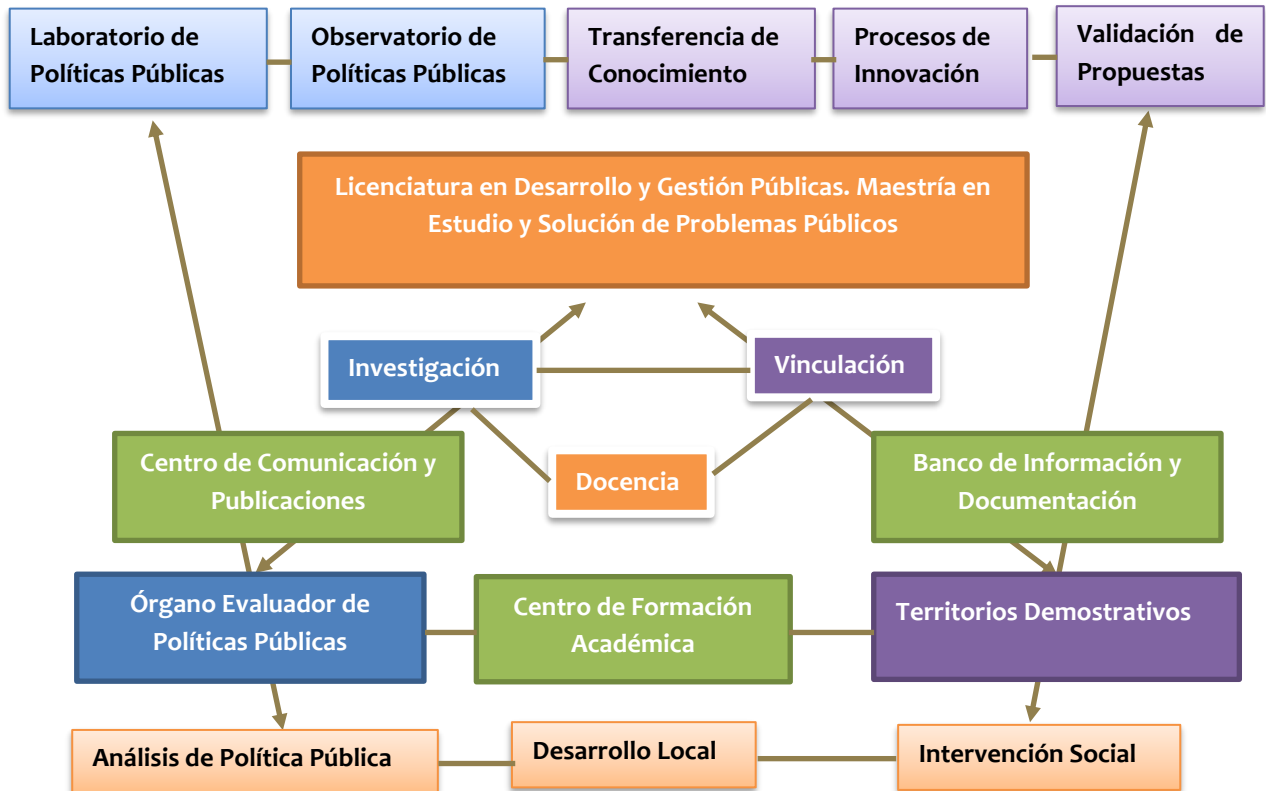 Laboratorio de
Políticas Públicas
Observatorio de
Políticas Públicas
Transferencia de
Conocimiento
Procesos de
Innovación
Validación de
Propuestas
Licenciatura en Desarrollo y Gestión Públicas. Maestría en
Estudio y Solución de Problemas Públicos
Investigación
Vinculación
Docencia
Centro de Comunicación y
Publicaciones
Banco de Información y
Documentación
Órgano Evaluador de
Políticas Públicas
Centro de Formación
Académica
Territorios Demostrativos
Análisis de Política Pública
Desarrollo Local
Intervención Social